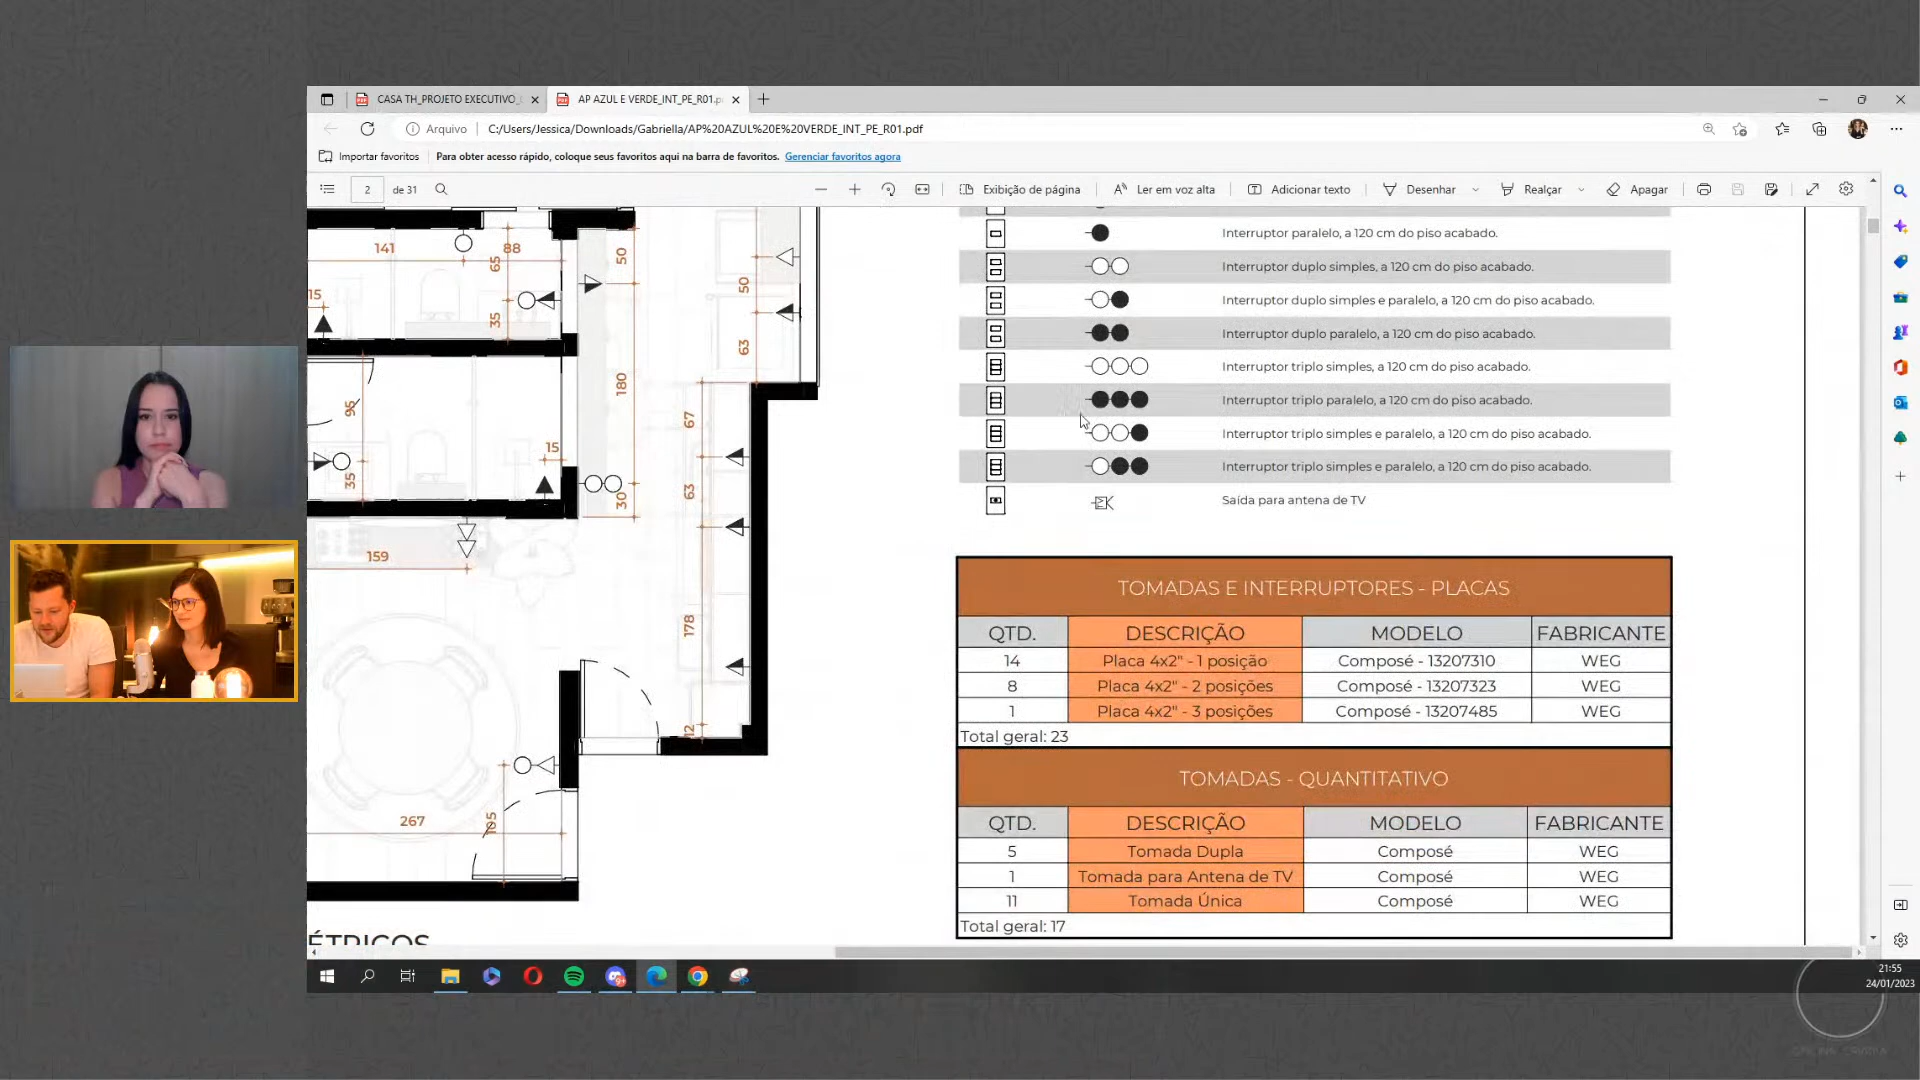 CASA TH_PROJETO EXECUTIVO_
AP AZUL E VERDE_INT_PE_R01.p
Arquivo
C:/Users/Jessica/Downloads/Gabriella/AP%20AZUL%20E%20VERDE_INT_PE_R01.pdf
Importar favoritos
Para obter acesso rápido, coloque seus favoritos aqui na barra de favoritos. Gerenciar favoritos agora
2 de 31
Exibição de página
Ler em voz alta
Adicionar texto
Desenhar
Realçar
Apagar
141
88
65
50
15
35
50
63
180
95
67
15
35
30
63
159
178
12
267
105
ÉTRICOS
Interruptor paralelo, a 120 cm do piso acabado.
Interruptor duplo simples, a 120 cm do piso acabado.
Interruptor duplo simples e paralelo, a 120 cm do piso acabado.
Interruptor duplo paralelo, a 120 cm do piso acabado.
Interruptor triplo simples, a 120 cm do piso acabado.
Interruptor triplo paralelo, a 120 cm do piso acabado.
Interruptor triplo simples e paralelo, a 120 cm do piso acabado.
Interruptor triplo simples e paralelo, a 120 cm do piso acabado.
Saída para antena de TV
TOMADAS E INTERRUPTORES - PLACAS
QTD. DESCRIÇÃO MODELO FABRICANTE
14 Placa 4x2" - 1 posição Composé - 13207310 WEG
8 Placa 4x2" - 2 posições Composé - 13207323 WEG
1 Placa 4x2" - 3 posições Composé - 13207485 WEG
Total geral: 23
TOMADAS - QUANTITATIVO
QTD. DESCRIÇÃO MODELO FABRICANTE
5 Tomada Dupla Composé WEG
1 Tomada para Antena de TV Composé WEG
11 Tomada Única Composé WEG
Total geral: 17
21:55
24/01/2023